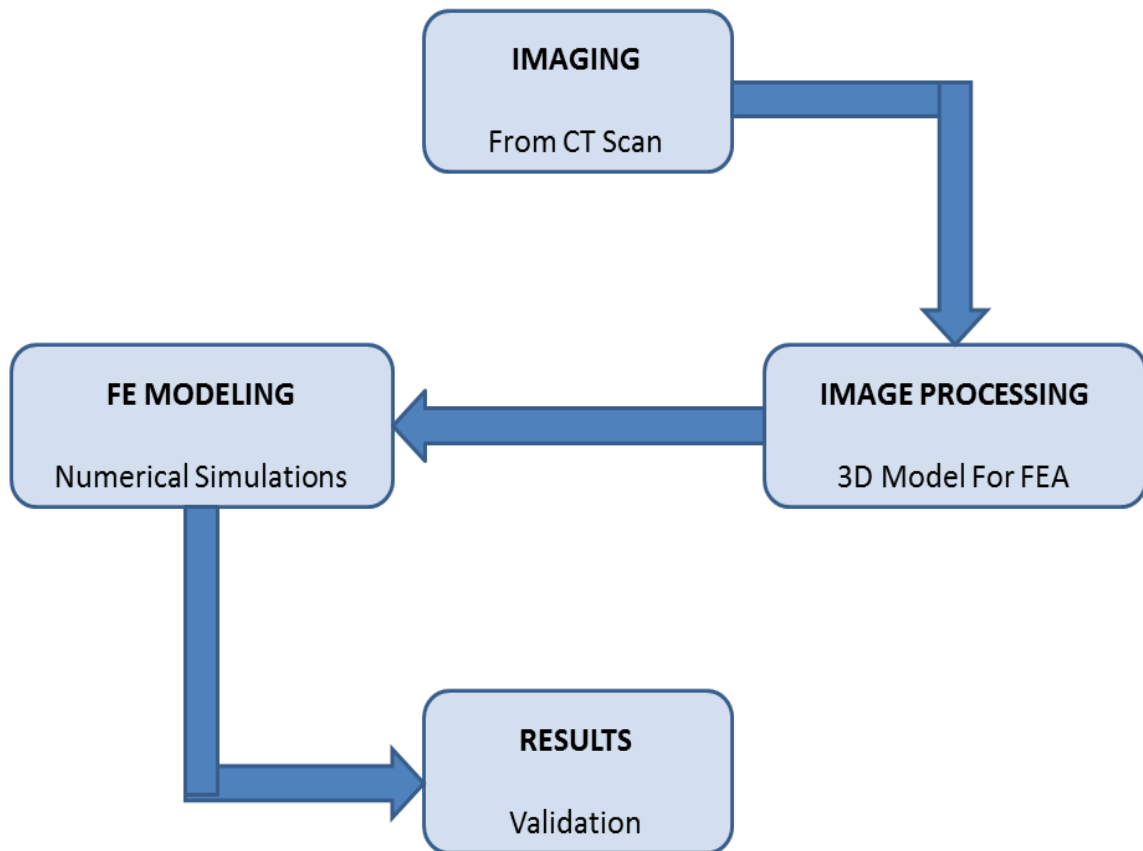 IMAGING
From CT Scan
IMAGE PROCESSING
3D Model For FEA
FE MODELING
Numerical Simulations
RESULTS
Validation